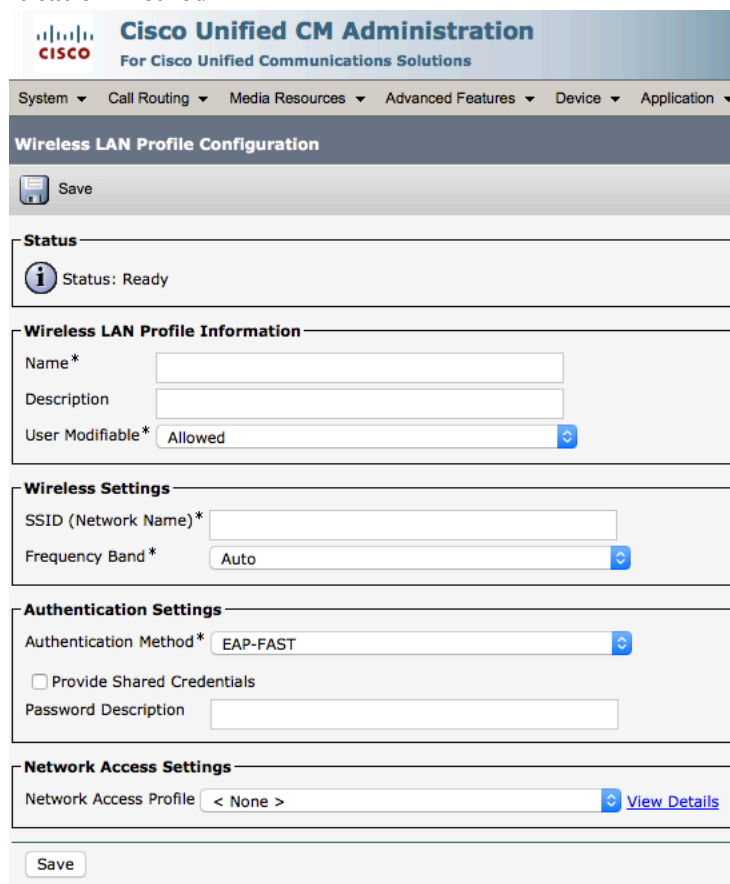 Cisco Unified CM Administration
CISCO
For Cisco Unified Communications Solutions
System Call Routing Media Resources Advanced Features Device Application
Wireless LAN Profile Configuration
Save
Status
i Status: Ready
Wireless LAN Profile Information
Name*
Description
User Modifiable* Allowed
Wireless Settings
SSID (Network Name)*
Frequency Band* Auto
Authentication Settings
Authentication Method* EAP-FAST
Provide Shared Credentials
Password Description
Network Access Settings
Network Access Profile < None > View Details
Save